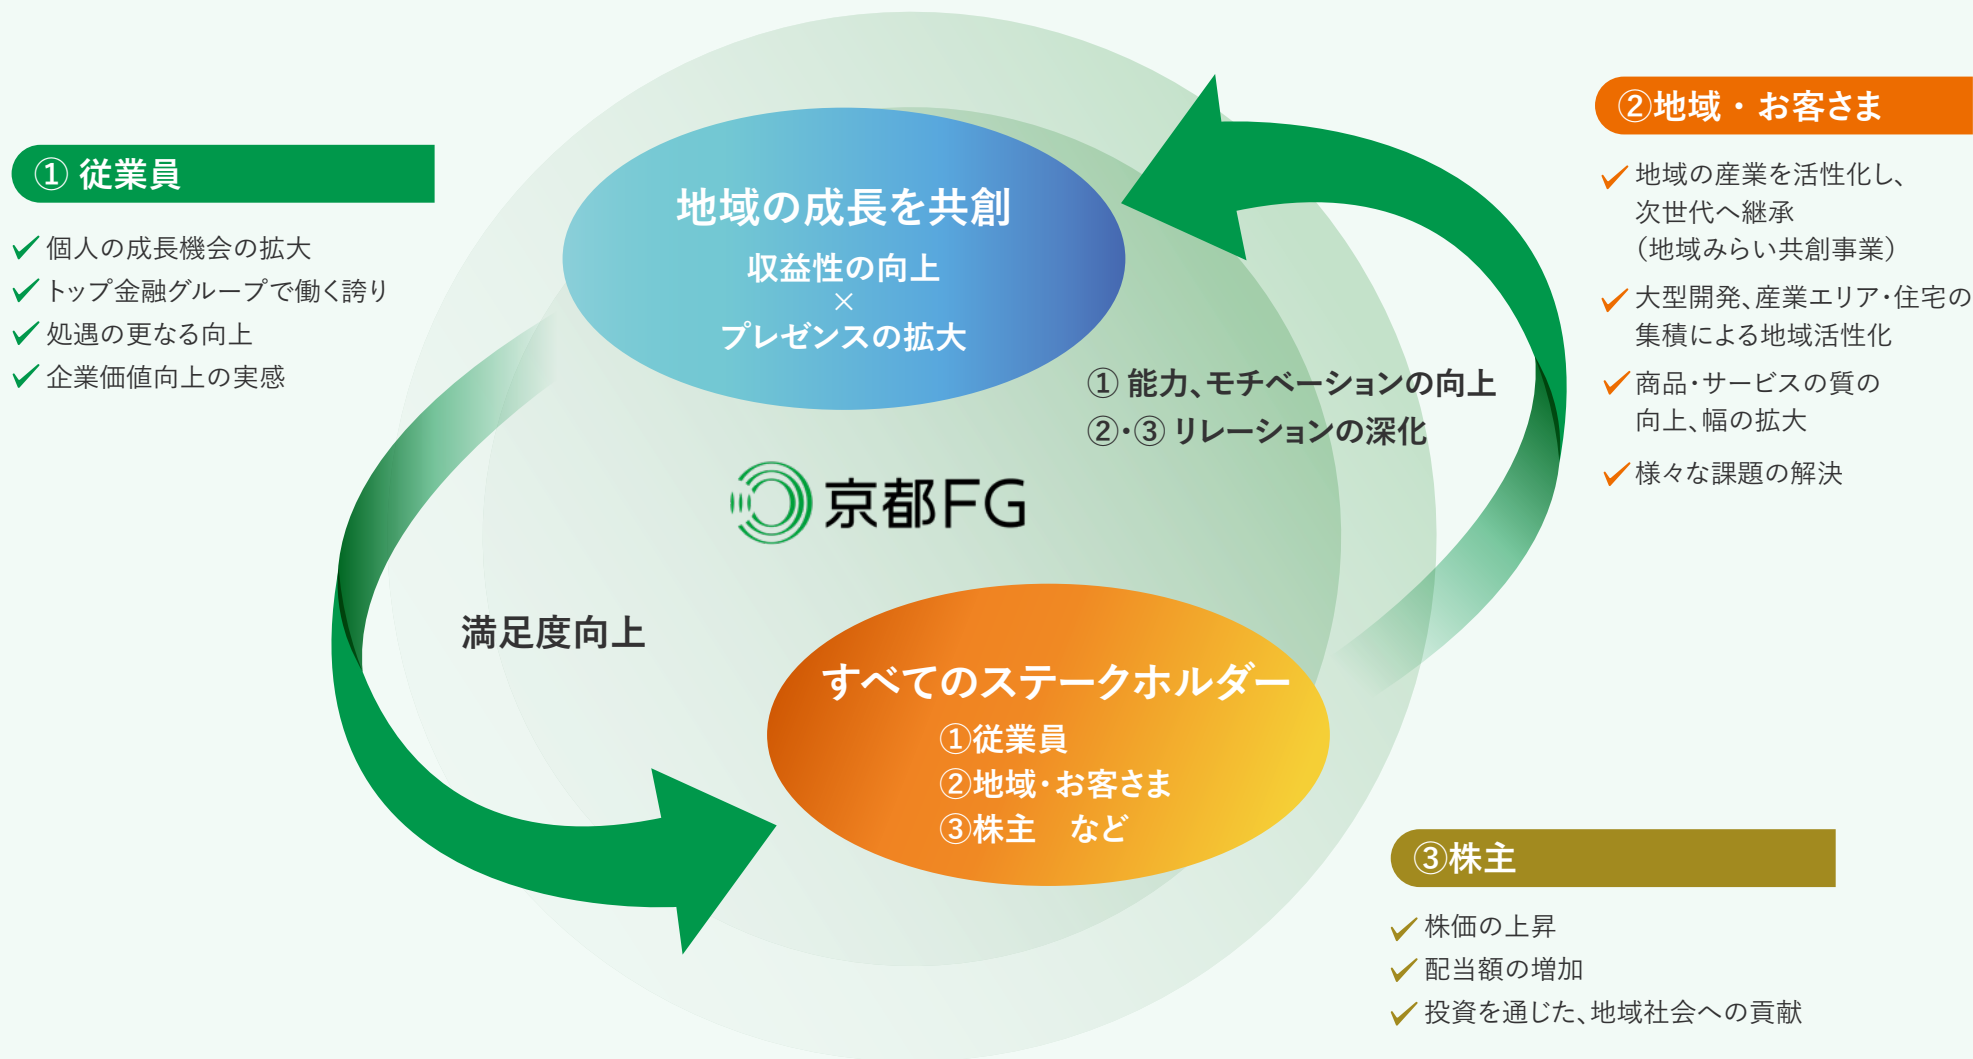 ① 従業員
個人の成長機会の拡大
トップ金融グループで働く誇り
処遇の更なる向上
企業価値向上の実感
地域の成長を共創
収益性の向上
×
プレゼンスの拡大
① 能力、モチベーションの向上
②・③ リレーションの深化
京都FG
満足度向上
すべてのステークホルダー
①従業員
②地域・お客さま
③株主　など
②地域・お客さま
地域の産業を活性化し、
次世代へ継承
（地域みらい共創事業）
大型開発、産業エリア・住宅の
集積による地域活性化
商品・サービスの質の
向上、幅の拡大
様々な課題の解決
③株主
株価の上昇
配当額の増加
投資を通じた、地域社会への貢献